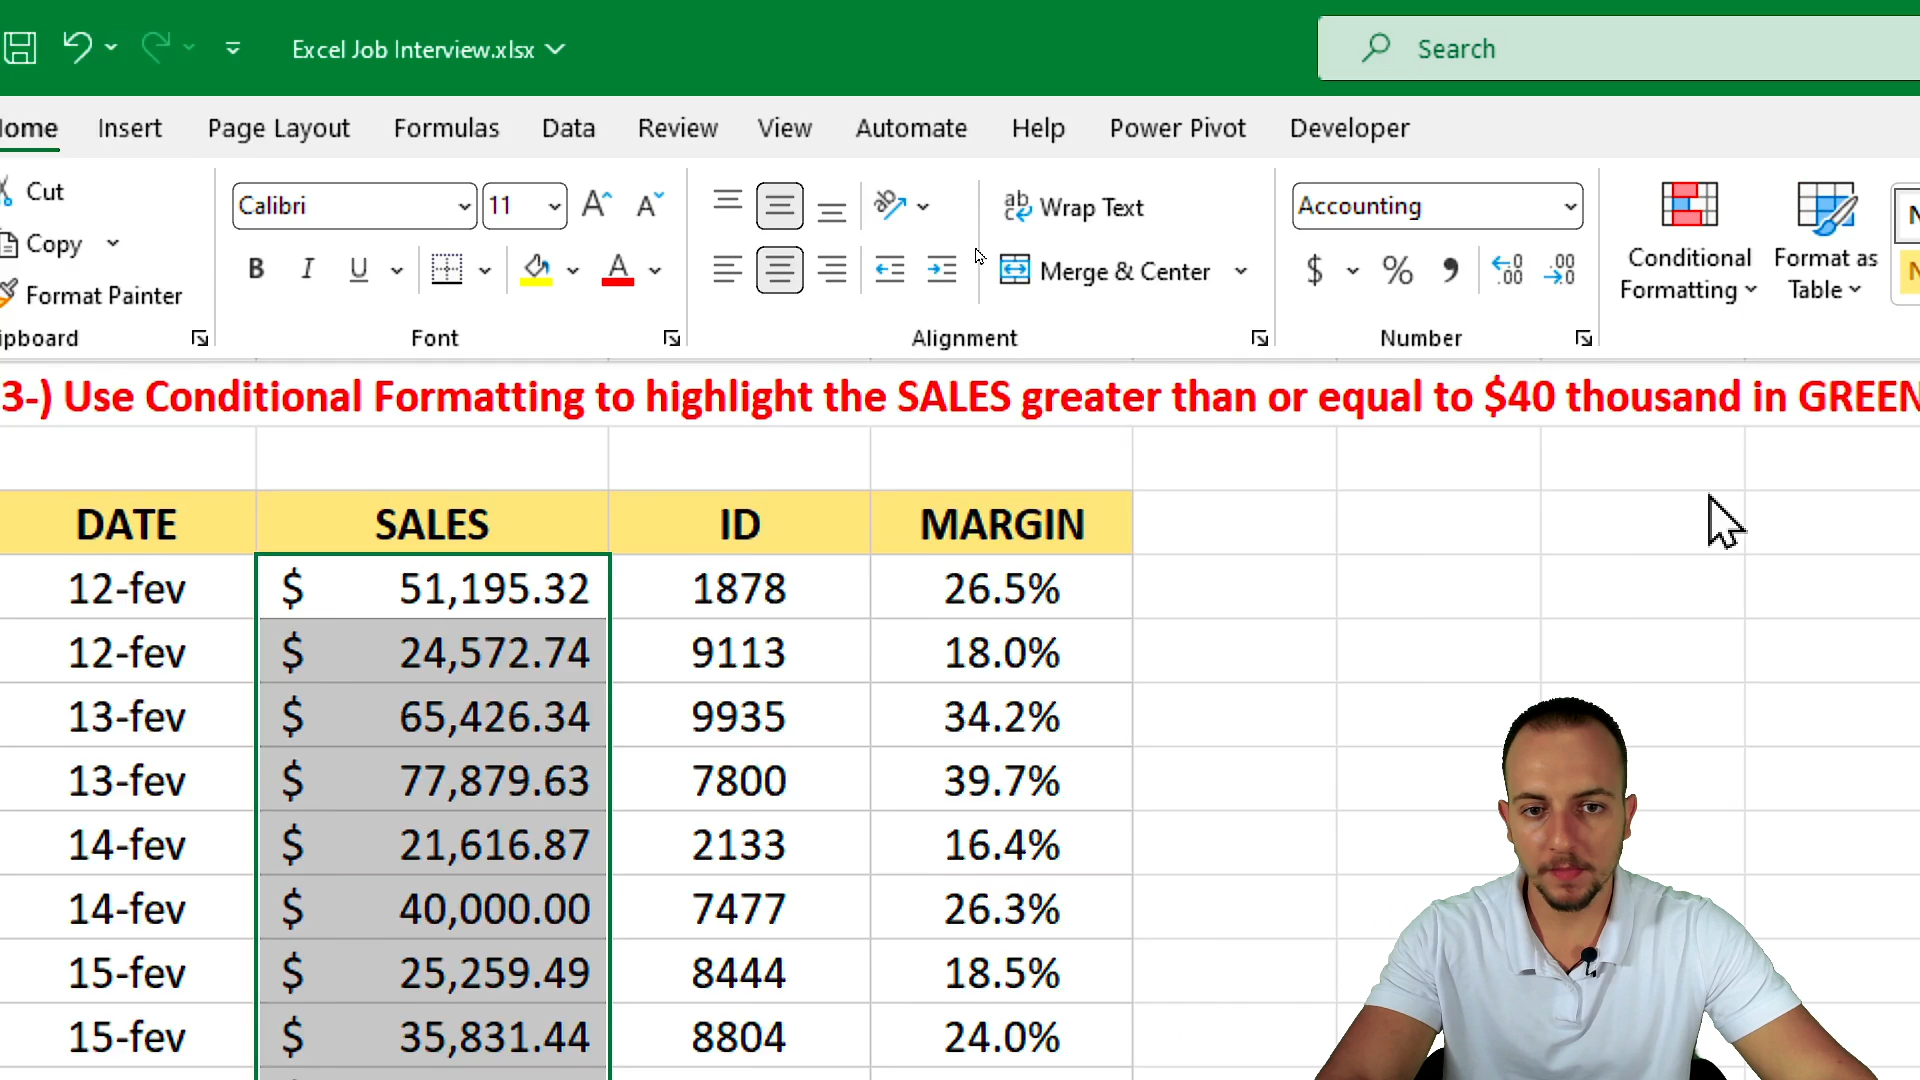 Excel Job Interview.xlsx
Search
Home Insert Page Layout Formulas Data Review View Automate Help Power Pivot Developer
Cut
Copy
Format Painter
Calibri 11
B I U A
Wrap Text
Merge & Center
Accounting
$ % , .00 .00
Conditional Formatting
Format as Table
Font
Alignment
Number
3-) Use Conditional Formatting to highlight the SALES greater than or equal to $40 thousand in GREEN
DATE SALES ID MARGIN
12-fev $ 51,195.32 1878 26.5%
12-fev $ 24,572.74 9113 18.0%
13-fev $ 65,426.34 9935 34.2%
13-fev $ 77,879.63 7800 39.7%
14-fev $ 21,616.87 2133 16.4%
14-fev $ 40,000.00 7477 26.3%
15-fev $ 25,259.49 8444 18.5%
15-fev $ 35,831.44 8804 24.0%